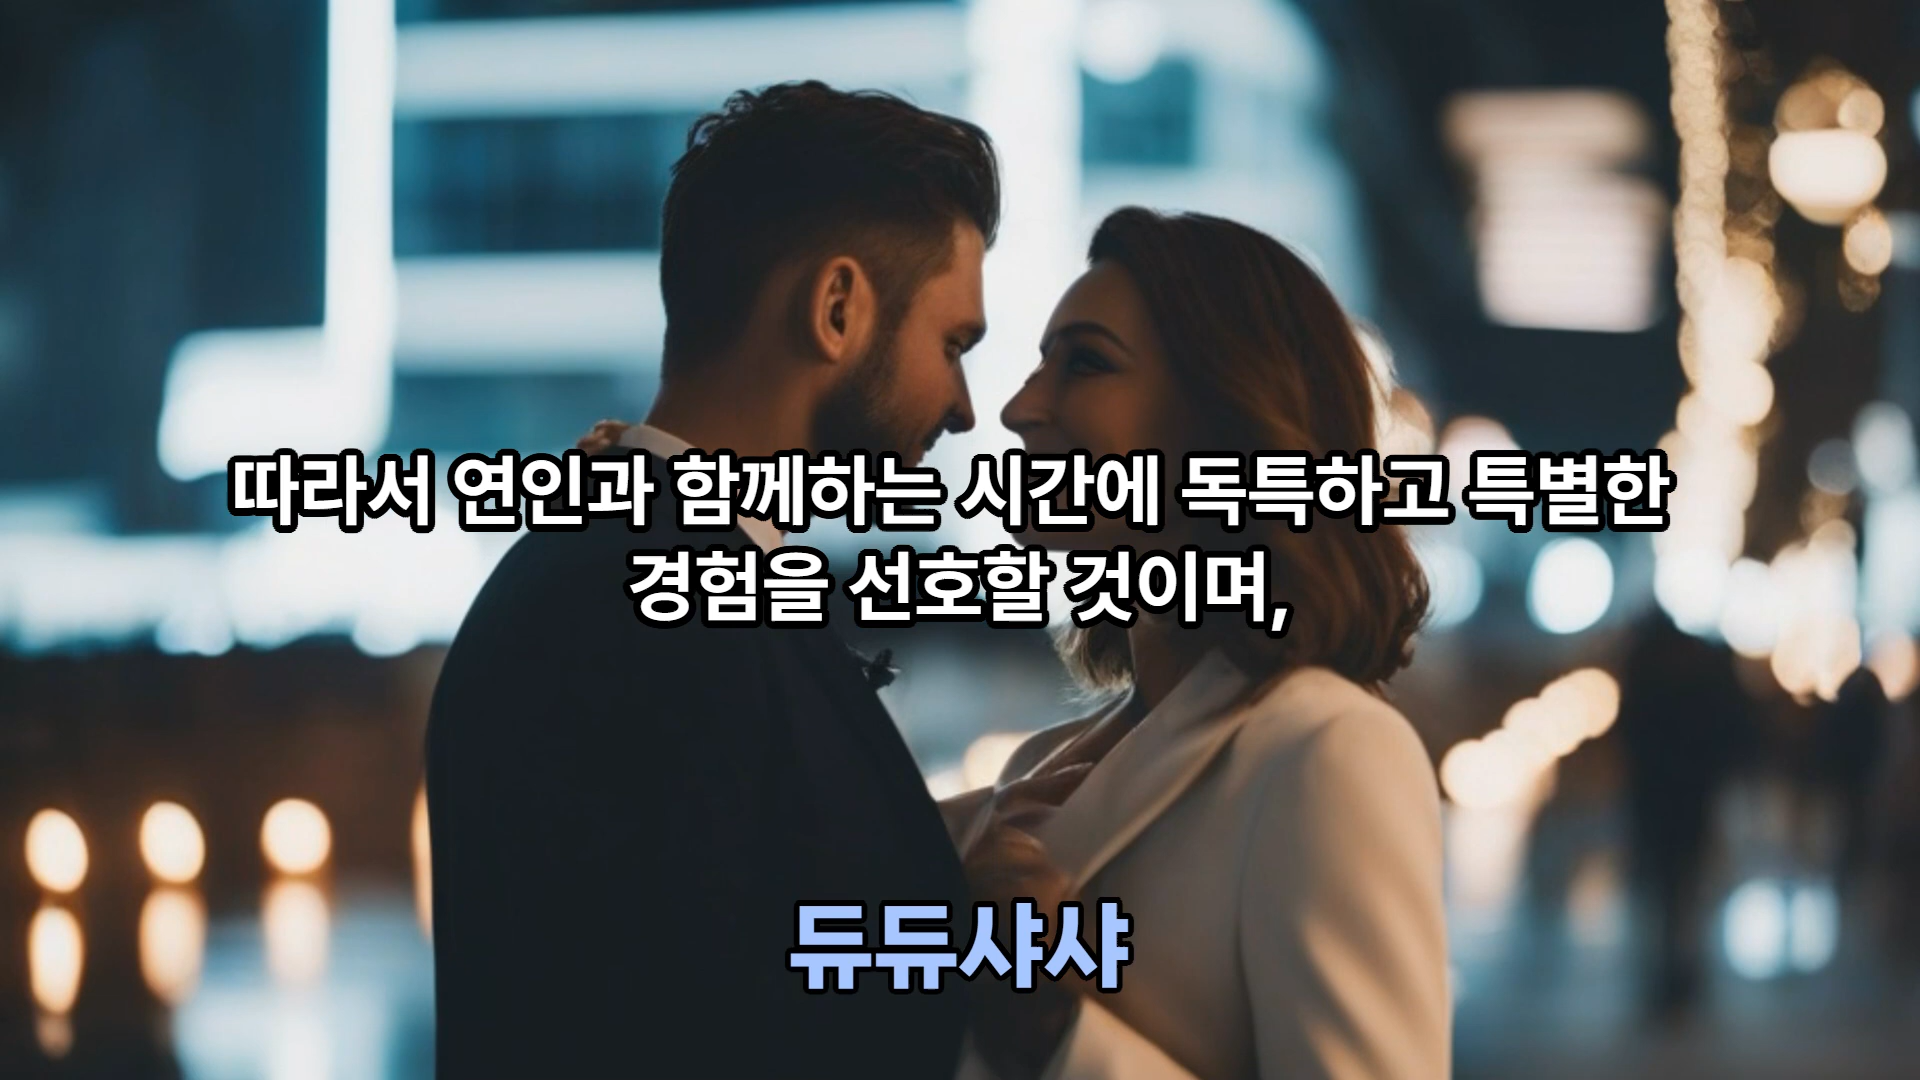 따라서 연인과 함께하는 시간에 독특하고 특별한
경험을 선호할 것이며,
듀듀샤샤